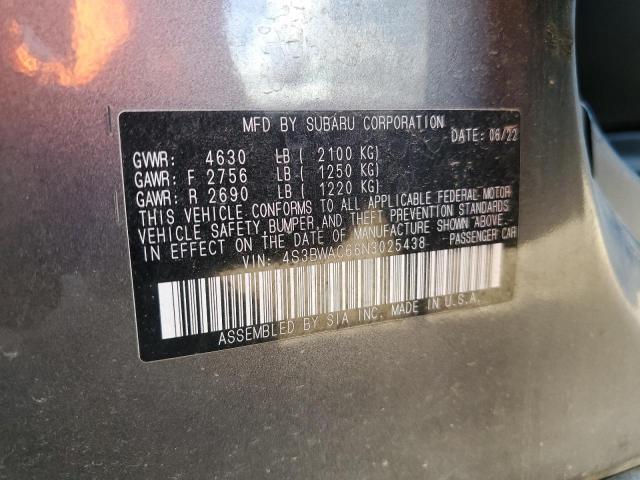 MFD BY SUBARU CORPORATION DATE: 06/22
GVWR: 4630 LB ( 2100 KG)
GAWR: F 2756 LB ( 1250 KG)
GAWR: R 2690 LB ( 1220 KG)
THIS VEHICLE CONFORMS TO ALL APPLICABLE FEDERAL MOTOR
VEHICLE SAFETY, BUMPER, AND THEFT PREVENTION STANDARDS
IN EFFECT ON THE DATE OF MANUFACTURE SHOWN ABOVE.
VIN: 4S3BWAC66N3025438 PASSENGER CAR
ASSEMBLED BY SIA INC. MADE IN U.S.A.